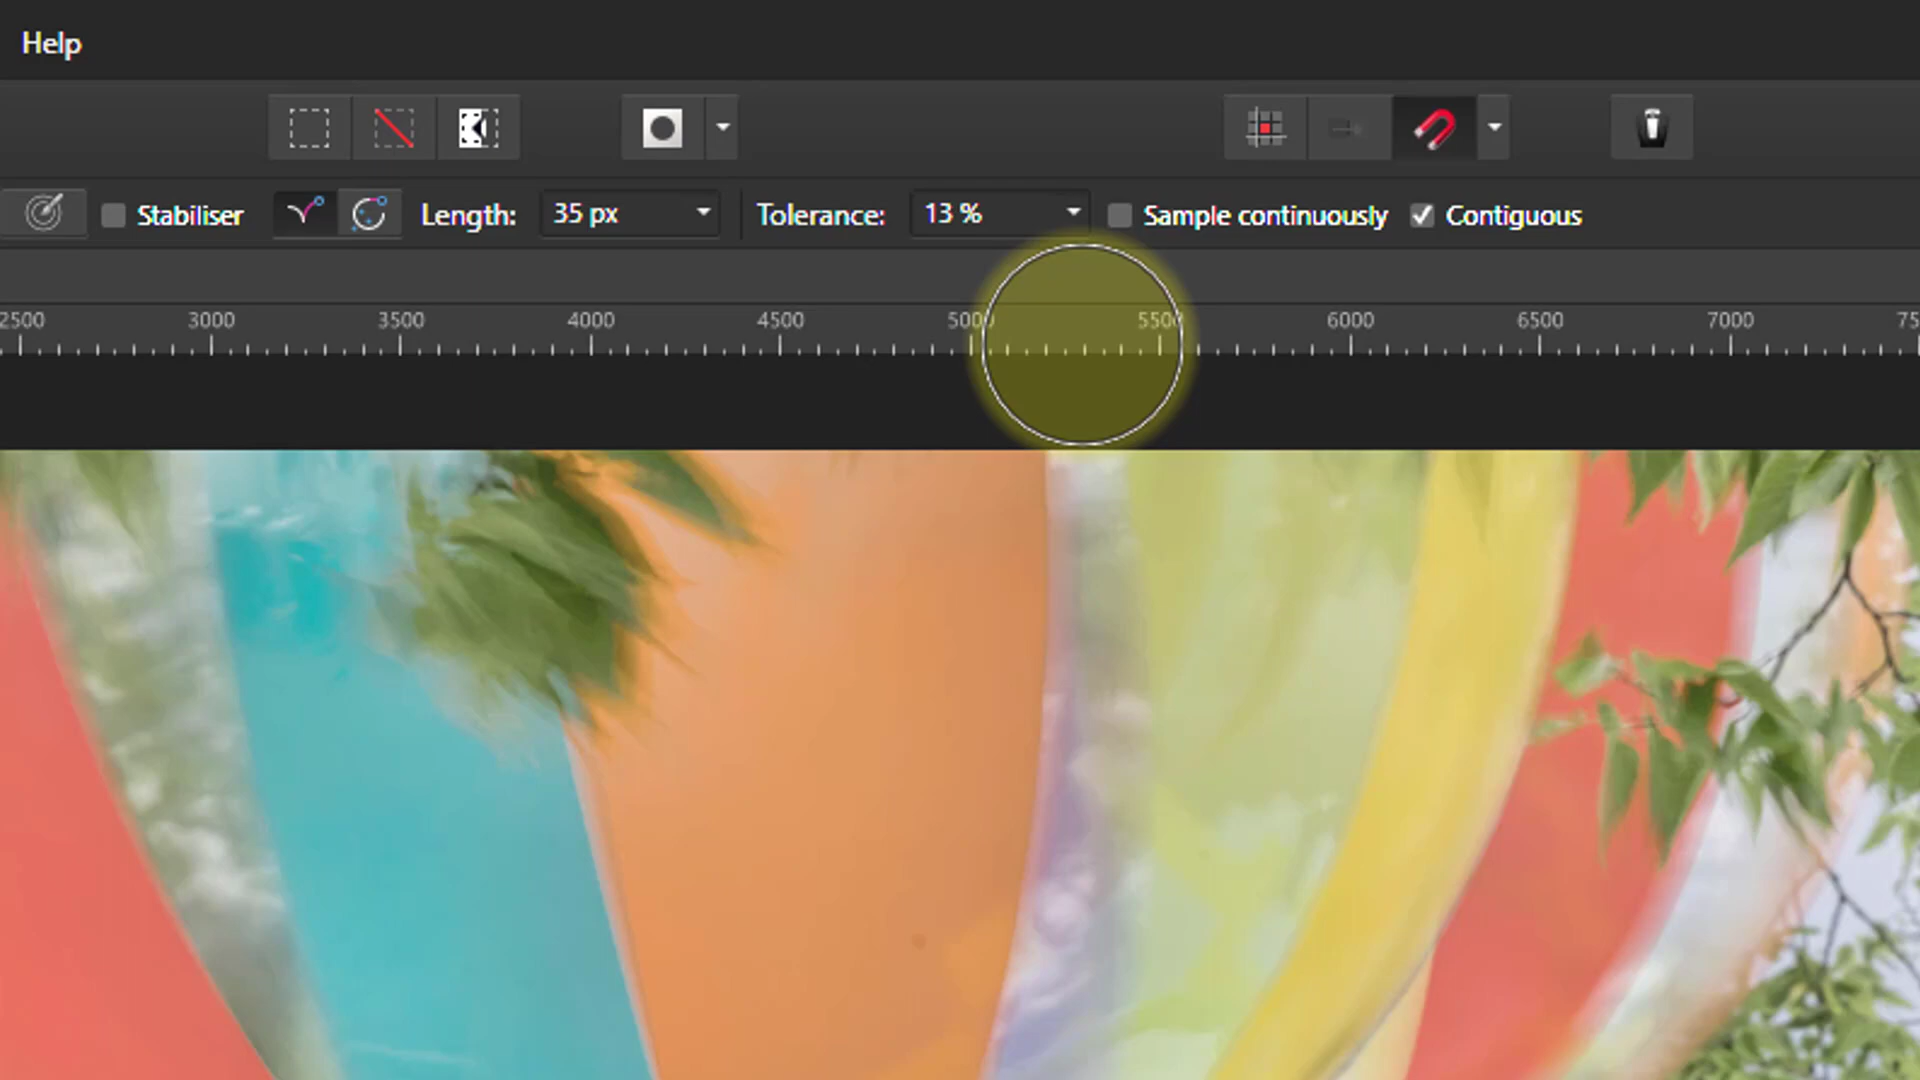 Help
Stabiliser Length: 35 px Tolerance: 13 % Sample continuously Contiguous
2500 3000 3500 4000 4500 5000 5500 6000 6500 7000 75